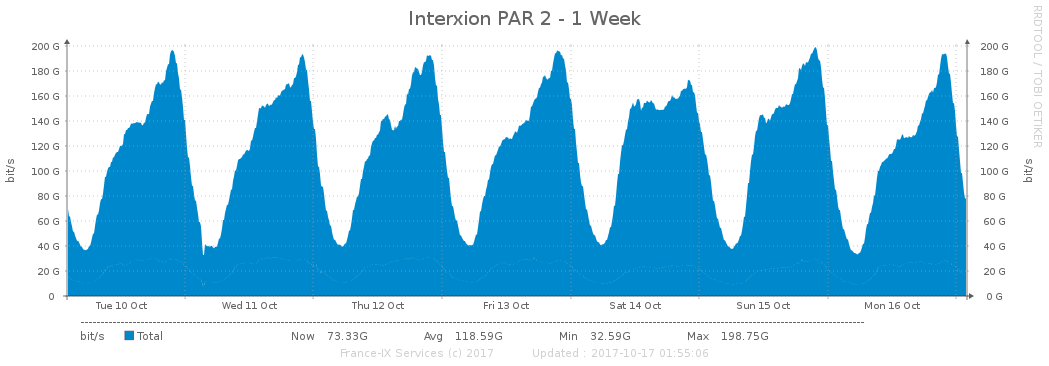 Interxion PAR 2 - 1 Week
RRDTOOL / TOBI OETIKER
200 G 200 G
180 G 180 G
160 G 160 G
140 G 140 G
120 G 120 G
100 G 100 G
80 G 80 G
60 G 60 G
40 G 40 G
20 G 20 G
0 0 G
bit/s bit/s
Tue 10 Oct Wed 11 Oct Thu 12 Oct Fri 13 Oct Sat 14 Oct Sun 15 Oct Mon 16 Oct
bit/s Total Now 73.33G Avg 118.59G Min 32.59G Max 198.75G
France-IX Services (c) 2017 Updated : 2017-10-17 01:55:06